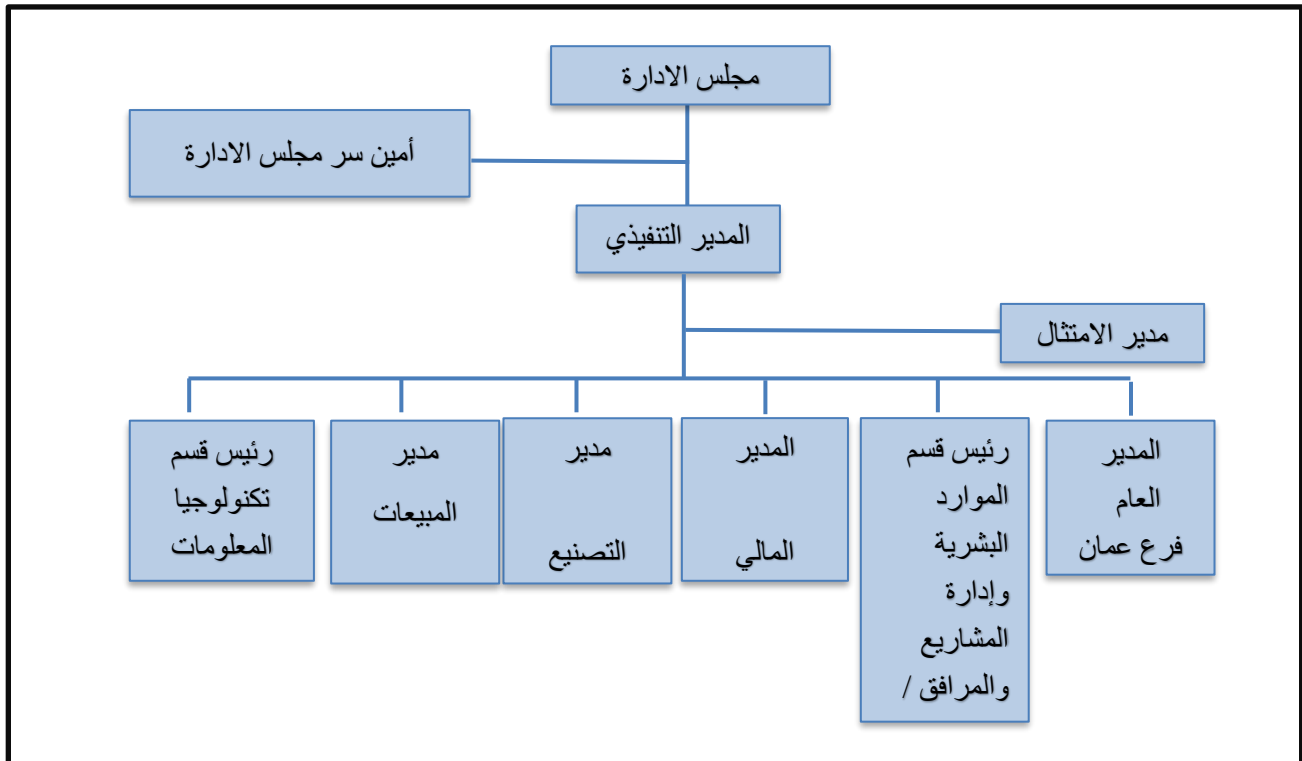 مجلس الادارة
أمين سر مجلس الادارة
المدير التنفيذي
مدير الامتثال
المدير
العام
فرع عمان
رئيس قسم
الموارد
البشرية
وإدارة
المشاريع
والمرافق /
المدير
المالي
مدير
التصنيع
مدير
المبيعات
رئيس قسم
تكنولوجيا
المعلومات